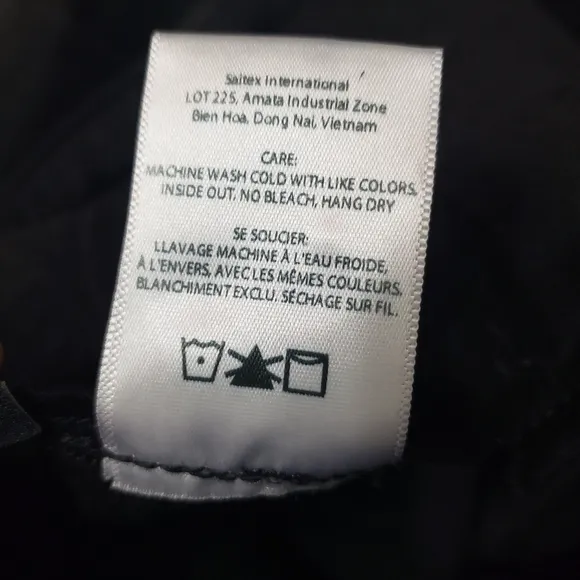 Saitex International
LOT 225, Amata Industrial Zone
Bien Hoa, Dong Nai, Vietnam
CARE:
MACHINE WASH COLD WITH LIKE COLORS,
INSIDE OUT, NO BLEACH, HANG DRY
SE SOUCIER:
LLAVAGE MACHINE À L'EAU FROIDE,
À L'ENVERS, AVEC LES MÊMES COULEURS.
BLANCHIMENT EXCLU. SÉCHAGE SUR FIL.